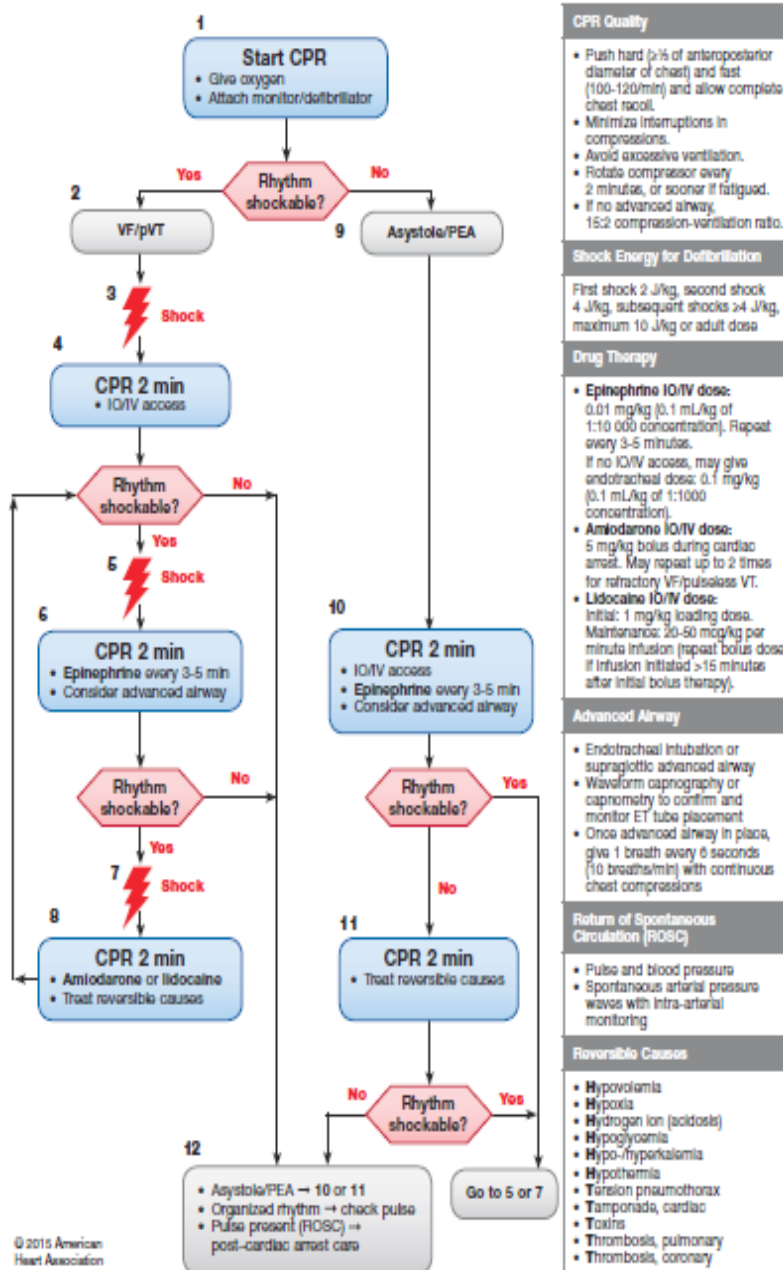 1
Start CPR
• Give oxygen
• Attach monitor/defibrillator
Rhythm
shockable?
Yes
No
2
VF/pVT
9
Asystole/PEA
3
Shock
4
CPR 2 min
• IO/IV access
Rhythm
shockable?
No
Yes
5
Shock
6
CPR 2 min
• Epinephrine every 3-5 min
• Consider advanced airway
Rhythm
shockable?
No
Yes
7
Shock
8
CPR 2 min
• Amiodarone or lidocaine
• Treat reversible causes
10
CPR 2 min
• IO/IV access
• Epinephrine every 3-5 min
• Consider advanced airway
Rhythm
shockable?
Yes
No
11
CPR 2 min
• Treat reversible causes
Rhythm
shockable?
No
Yes
12
• Asystole/PEA → 10 or 11
• Organized rhythm → check pulse
• Pulse present (ROSC) →
post–cardiac arrest care
Go to 5 or 7
© 2015 American
Heart Association
CPR Quality
• Push hard (≥⅓ of anteroposterior
diameter of chest) and fast
(100-120/min) and allow complete
chest recoil.
• Minimize interruptions in
compressions.
• Avoid excessive ventilation.
• Rotate compressor every
2 minutes, or sooner if fatigued.
• If no advanced airway,
15:2 compression-ventilation ratio.
Shock Energy for Defibrillation
First shock 2 J/kg, second shock
4 J/kg, subsequent shocks ≥4 J/kg,
maximum 10 J/kg or adult dose
Drug Therapy
• Epinephrine IO/IV dose:
0.01 mg/kg (0.1 mL/kg of
1:10 000 concentration). Repeat
every 3-5 minutes.
If no IO/IV access, may give
endotracheal dose: 0.1 mg/kg
(0.1 mL/kg of 1:1000
concentration).
• Amiodarone IO/IV dose:
5 mg/kg bolus during cardiac
arrest. May repeat up to 2 times
for refractory VF/pulseless VT.
• Lidocaine IO/IV dose:
Initial: 1 mg/kg loading dose.
Maintenance: 20-50 mcg/kg per
minute infusion (repeat bolus dose
if infusion initiated >15 minutes
after initial bolus therapy).
Advanced Airway
• Endotracheal intubation or
supraglottic advanced airway
• Waveform capnography or
capnometry to confirm and
monitor ET tube placement
• Once advanced airway in place,
give 1 breath every 6 seconds
(10 breaths/min) with continuous
chest compressions
Return of Spontaneous
Circulation (ROSC)
• Pulse and blood pressure
• Spontaneous arterial pressure
waves with intra-arterial
monitoring
Reversible Causes
• Hypovolemia
• Hypoxia
• Hydrogen ion (acidosis)
• Hypoglycemia
• Hypo-/hyperkalemia
• Hypothermia
• Tension pneumothorax
• Tamponade, cardiac
• Toxins
• Thrombosis, pulmonary
• Thrombosis, coronary